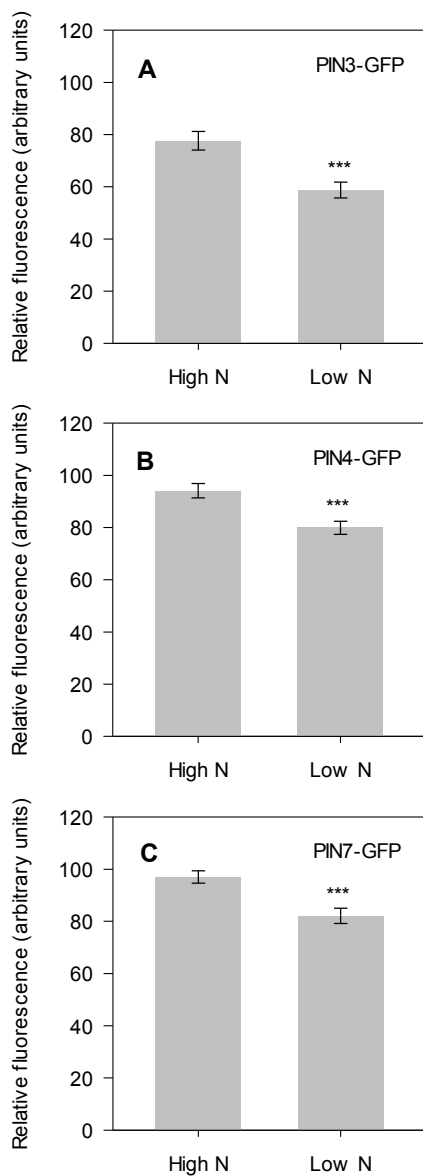 Relative fluorescence (arbitrary units)
120
100
80
60
40
20
0
A
PIN3-GFP
***
High N
Low N
Relative fluorescence (arbitrary units)
120
100
80
60
40
20
0
B
PIN4-GFP
***
High N
Low N
Relative fluorescence (arbitrary units)
120
100
80
60
40
20
0
C
PIN7-GFP
***
High N
Low N